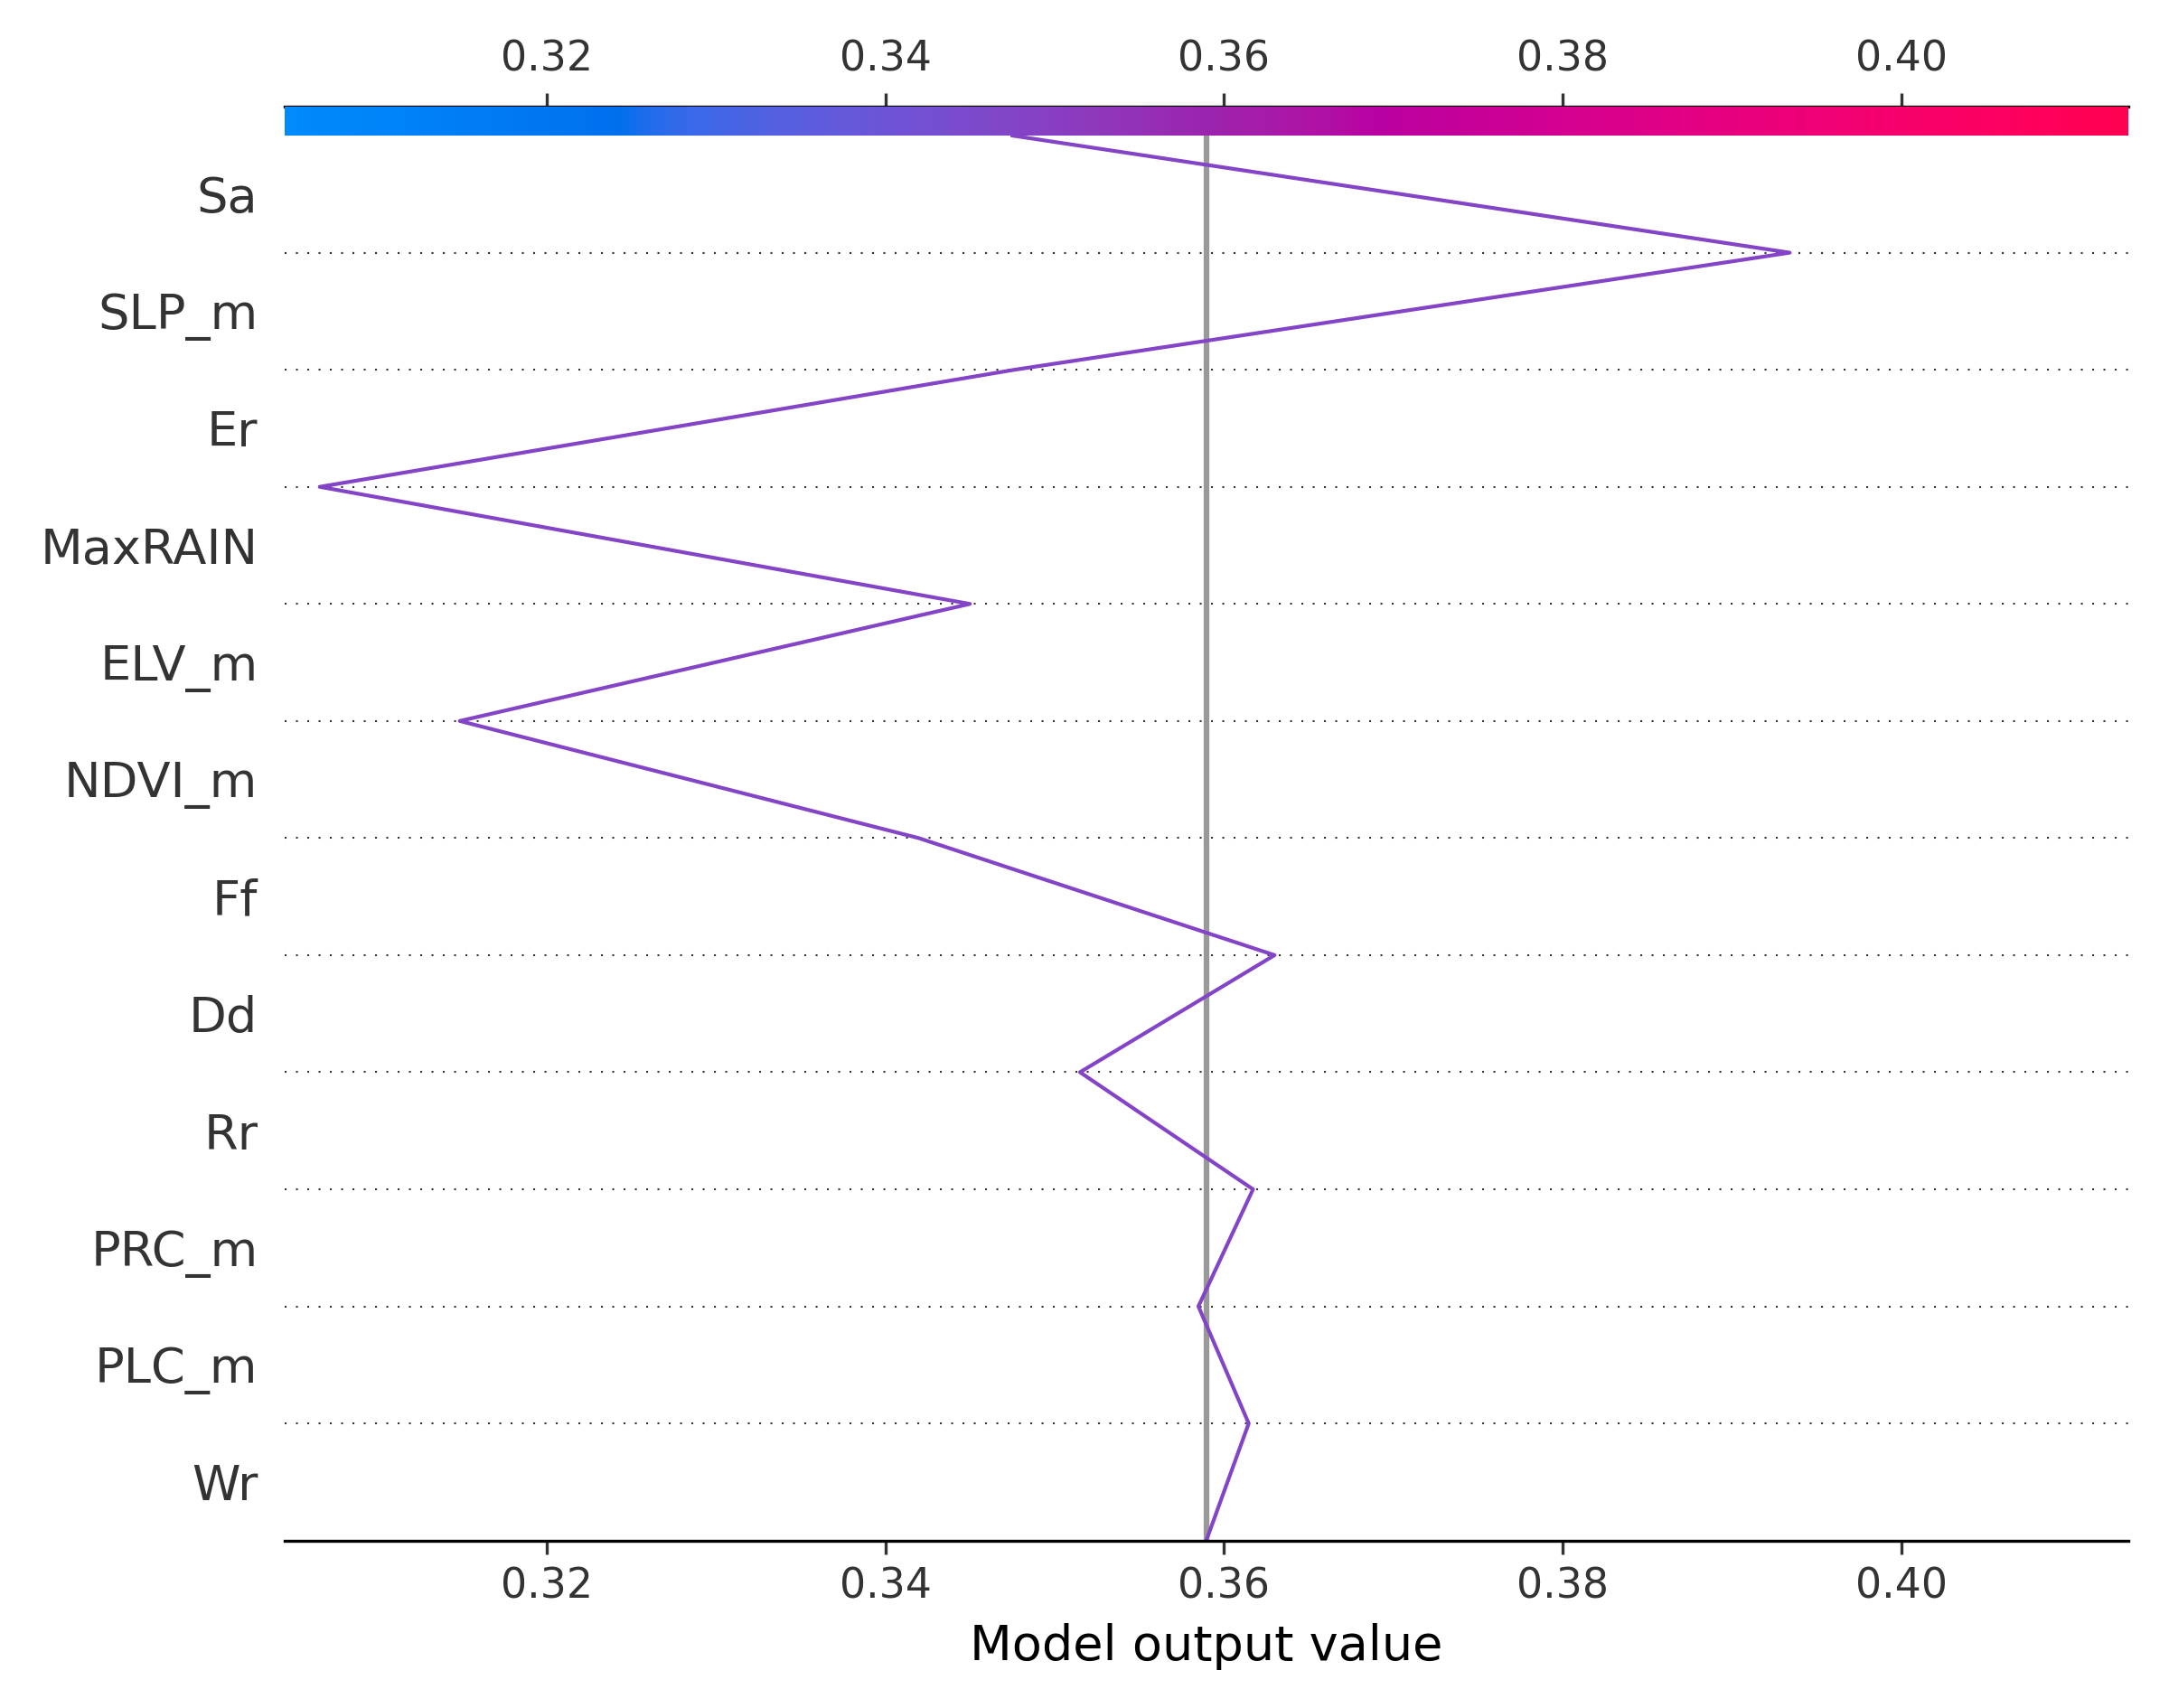 0.32 0.34 0.36 0.38 0.40
Sa
SLP_m
Er
MaxRAIN
ELV_m
NDVI_m
Ff
Dd
Rr
PRC_m
PLC_m
Wr
0.32 0.34 0.36 0.38 0.40
Model output value